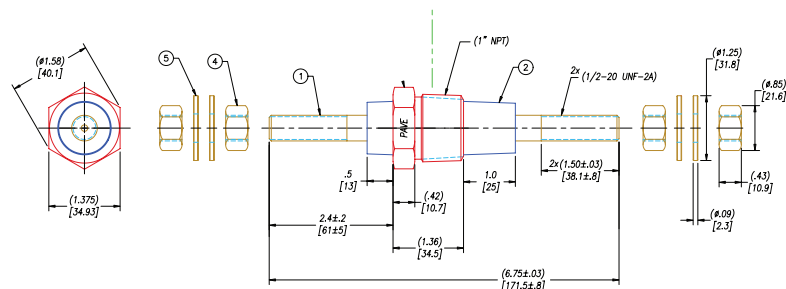 (ø1.58)
[40.1]
5
4
1
(1" NPT)
2
2x
(1/2-20 UNF-2A)
(ø1.25)
[31.8]
(ø.85)
[21.6]
PAVE
.5
[13]
(.42)
[10.7]
1.0
[25]
2x(1.50±.03)
[38.1±.8]
(.43)
[10.9]
(1.375)
[34.93]
2.4±.2
[61±5]
(1.36)
[34.5]
(ø.09)
[2.3]
(6.75±.03)
[171.5±.8]